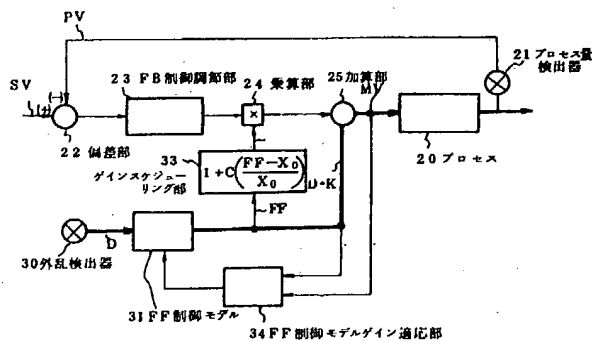 PV
21 プロセス量
検出器
SV
(+)
(−)
23 FB制御調節部
24 乗算部
25 加算部
MV
×
22 偏差部
20 プロセス
33
ゲインスケジュー
リング部
1+C(FF−X₀/X₀)
D・K
FF
D
30 外乱検出器
31 FF制御モデル
34 FF制御モデルゲイン適応部